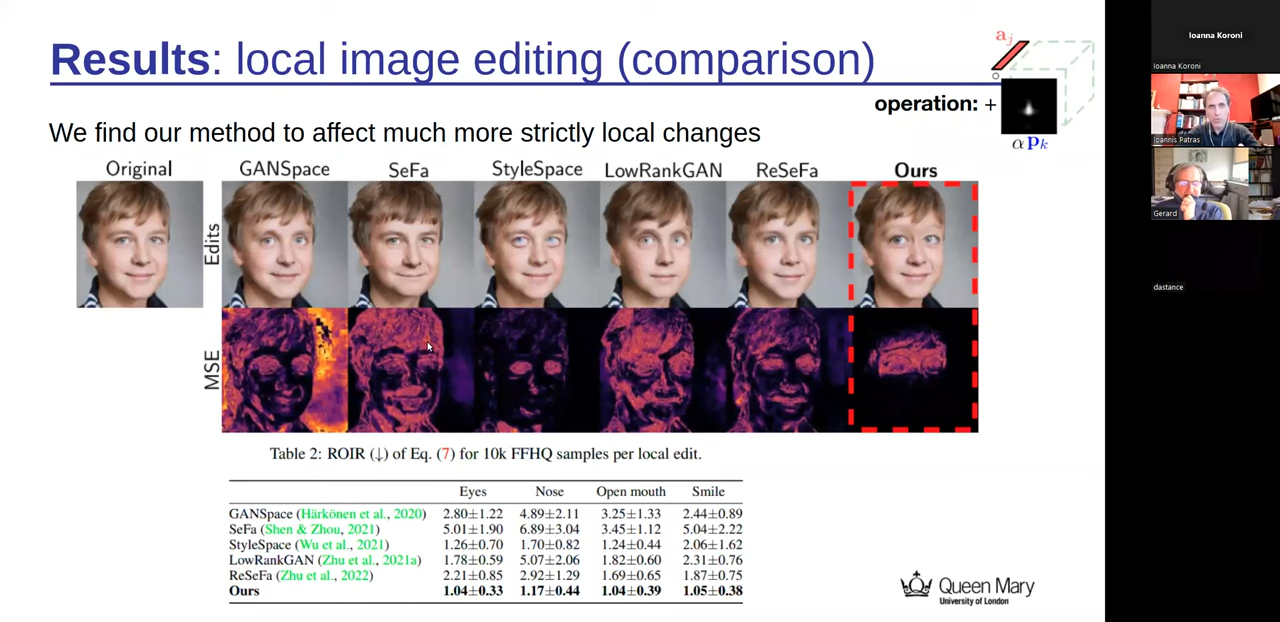 Results: local image editing (comparison)
a_j
operation: +
α p_k
We find our method to affect much more strictly local changes
Original
GANSpace
SeFa
StyleSpace
LowRankGAN
ReSeFa
Ours
Edits
MSE
Table 2: ROIR (↓) of Eq. (7) for 10k FFHQ samples per local edit.
Eyes Nose Open mouth Smile
GANSpace (Härkönen et al., 2020) 2.80±1.22 4.89±2.11 3.25±1.33 2.44±0.89
SeFa (Shen & Zhou, 2021) 5.01±1.90 6.89±3.04 3.45±1.12 5.04±2.22
StyleSpace (Wu et al., 2021) 1.26±0.70 1.70±0.82 1.24±0.44 2.06±1.62
LowRankGAN (Zhu et al., 2021a) 1.78±0.59 5.07±2.06 1.82±0.60 2.31±0.76
ReSeFa (Zhu et al., 2022) 2.21±0.85 2.92±1.29 1.69±0.65 1.87±0.75
Ours 1.04±0.33 1.17±0.44 1.04±0.39 1.05±0.38
Queen Mary
University of London
Ioanna Koroni
Ioanna Koroni
Ioannis Patras
Gerard
dastance